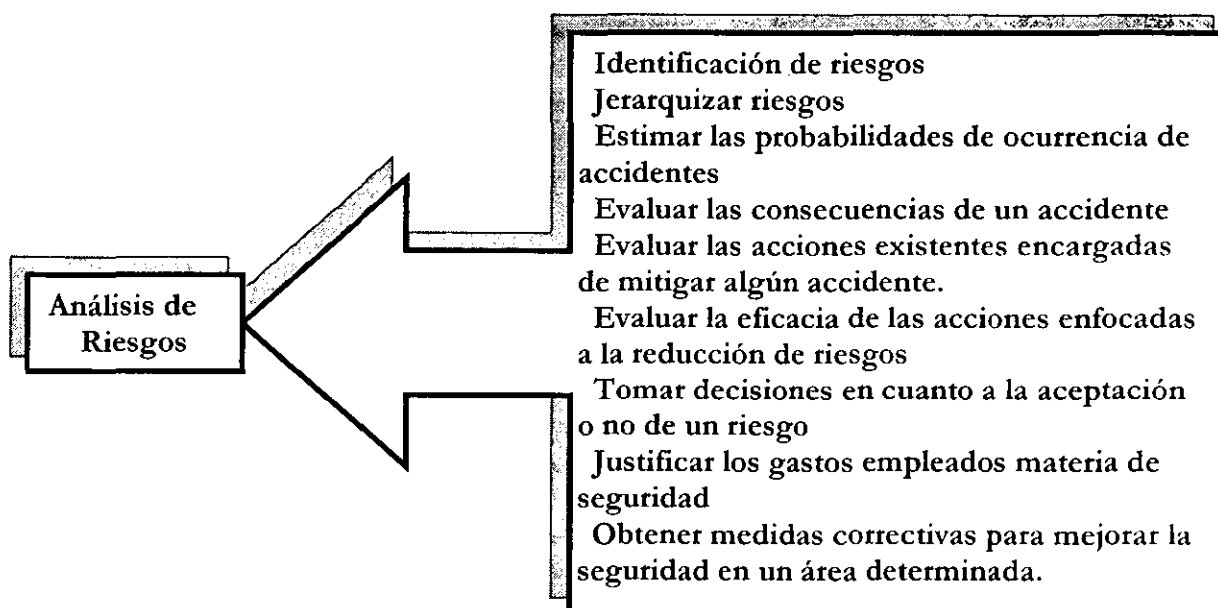 Análisis de
Riesgos
Identificación de riesgos
Jerarquizar riesgos
Estimar las probabilidades de ocurrencia de
accidentes
Evaluar las consecuencias de un accidente
Evaluar las acciones existentes encargadas
de mitigar algún accidente.
Evaluar la eficacia de las acciones enfocadas
a la reducción de riesgos
Tomar decisiones en cuanto a la aceptación
o no de un riesgo
Justificar los gastos empleados materia de
seguridad
Obtener medidas correctivas para mejorar la
seguridad en un área determinada.